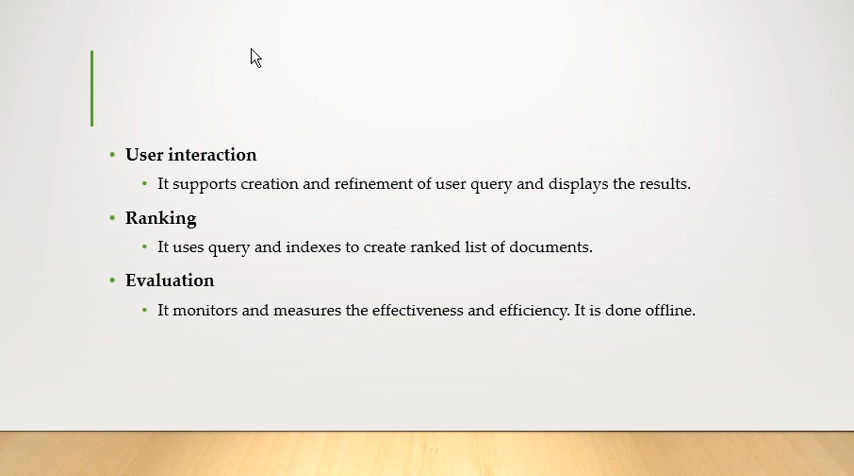 User interaction
It supports creation and refinement of user query and displays the results.
Ranking
It uses query and indexes to create ranked list of documents.
Evaluation
It monitors and measures the effectiveness and efficiency. It is done offline.